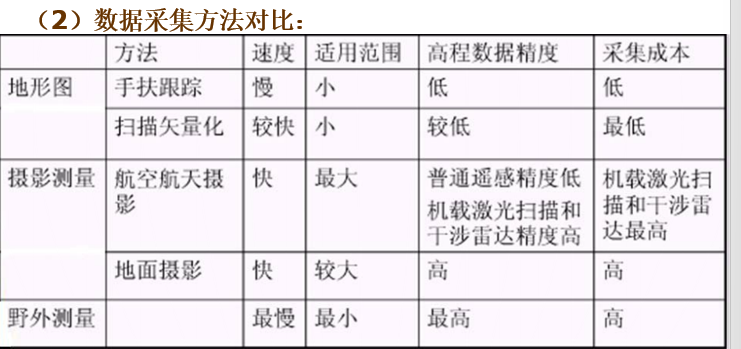 （2）数据采集方法对比：
方法 速度 适用范围 高程数据精度 采集成本
地形图 手扶跟踪 慢 小 低 低
扫描矢量化 较快 小 较低 最低
摄影测量 航空航天摄影 快 最大 普通遥感精度低 机载激光扫描和干涉雷达精度高 机载激光扫描和干涉雷达最高
地面摄影 快 较大 高 高
野外测量 最慢 最小 最高 高